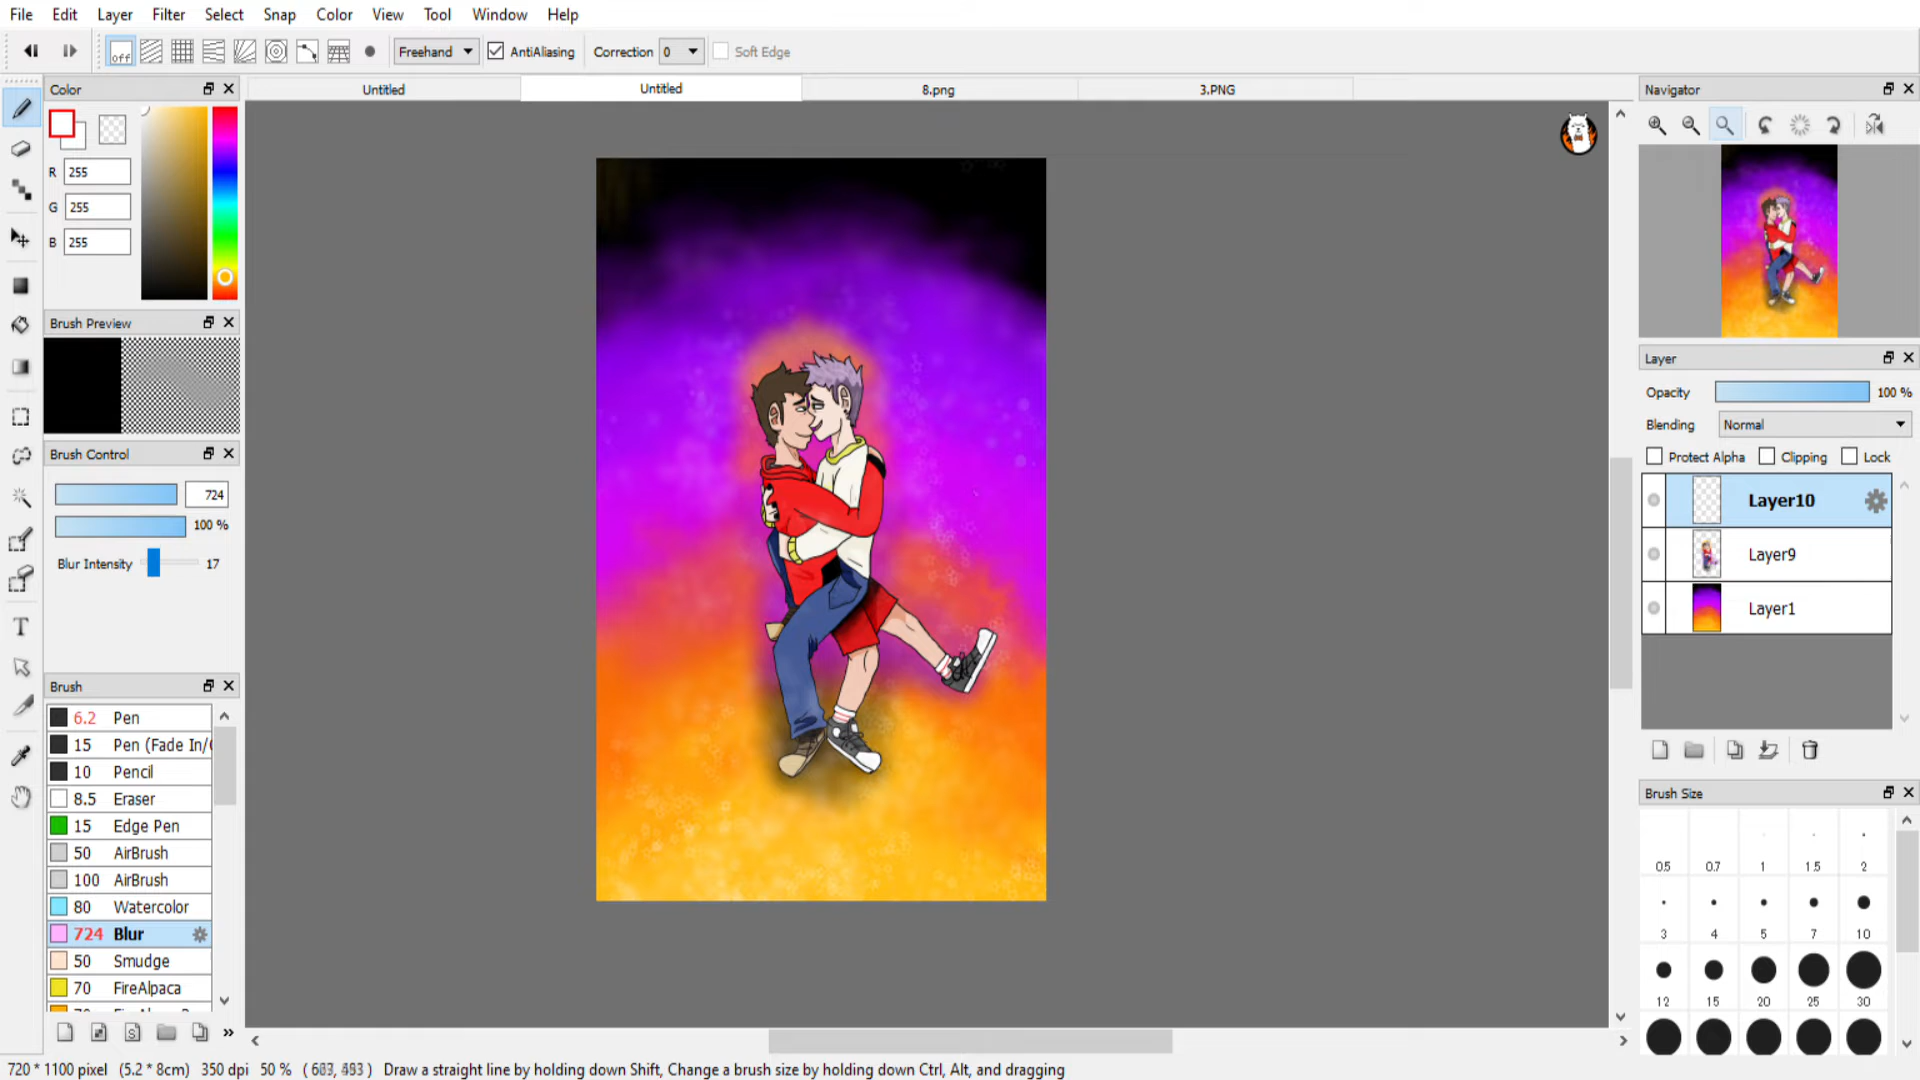 File Edit Layer Filter Select Snap Color View Tool Window Help
off Freehand AntiAliasing Correction 0 Soft Edge
Color Untitled Untitled 8.png 3.PNG Navigator
R 255
G 255
B 255
Brush Preview
Layer
Opacity 100 %
Blending Normal
Protect Alpha Clipping Lock
Brush Control
724
100 %
Blur Intensity 17
Layer10
Layer9
Layer1
T
Brush
6.2 Pen
15 Pen (Fade In/
10 Pencil
8.5 Eraser
15 Edge Pen
50 AirBrush
100 AirBrush
80 Watercolor
724 Blur
50 Smudge
70 FireAlpaca
Brush Size
0.5 0.7 1 1.5 2
3 4 5 7 10
12 15 20 25 30
720 * 1100 pixel (5.2 * 8cm) 350 dpi 50 % Draw a straight line by holding down Shift, Change a brush size by holding down Ctrl, Alt, and dragging